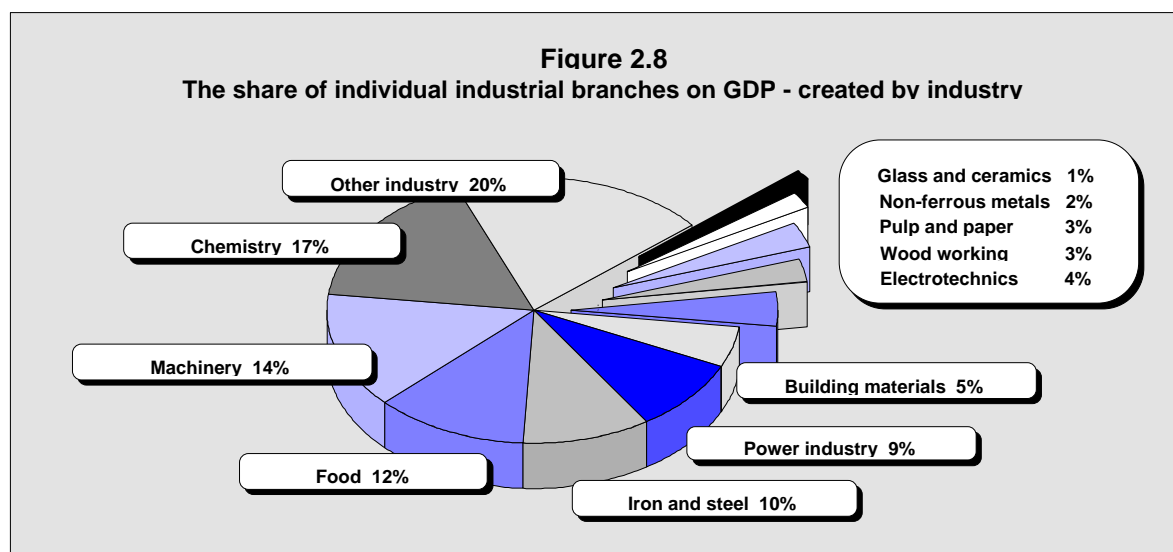 Figure 2.8
The share of individual industrial branches on GDP - created by industry
Other industry 20%
Chemistry 17%
Machinery 14%
Food 12%
Iron and steel 10%
Power industry 9%
Building materials 5%
Glass and ceramics 1%
Non-ferrous metals 2%
Pulp and paper 3%
Wood working 3%
Electrotechnics 4%